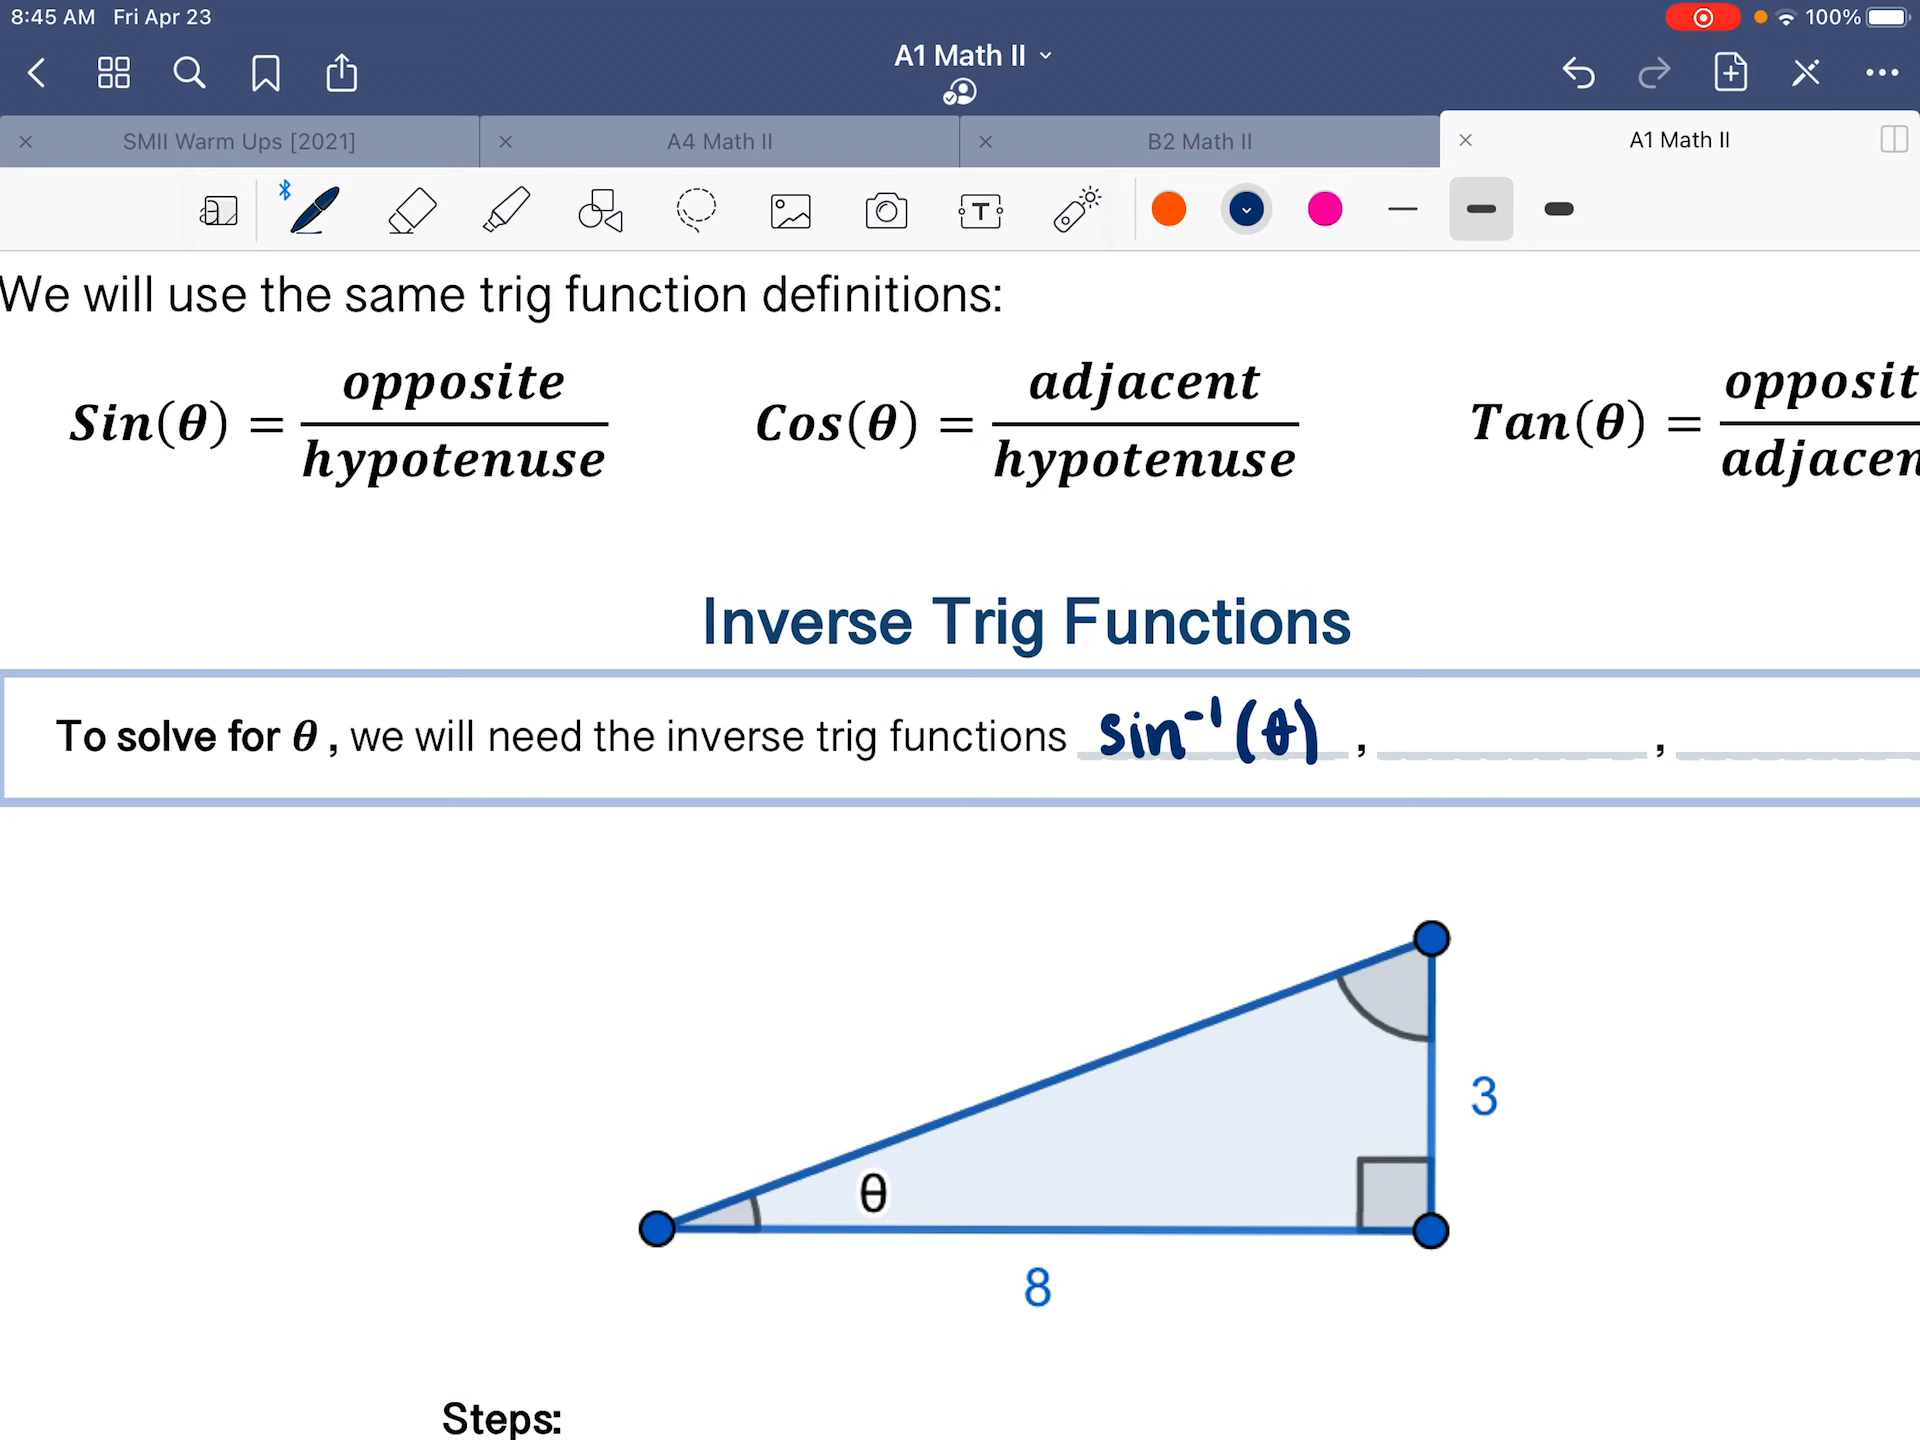 8:45 AM Fri Apr 23 100%
A1 Math II
SMII Warm Ups [2021] A4 Math II B2 Math II A1 Math II
T
We will use the same trig function definitions:
Sin(θ) = opposite / hypotenuse Cos(θ) = adjacent / hypotenuse Tan(θ) = opposit / adjacen
Inverse Trig Functions
To solve for θ , we will need the inverse trig functions sin⁻¹(θ) , ,
3
θ
8
Steps: